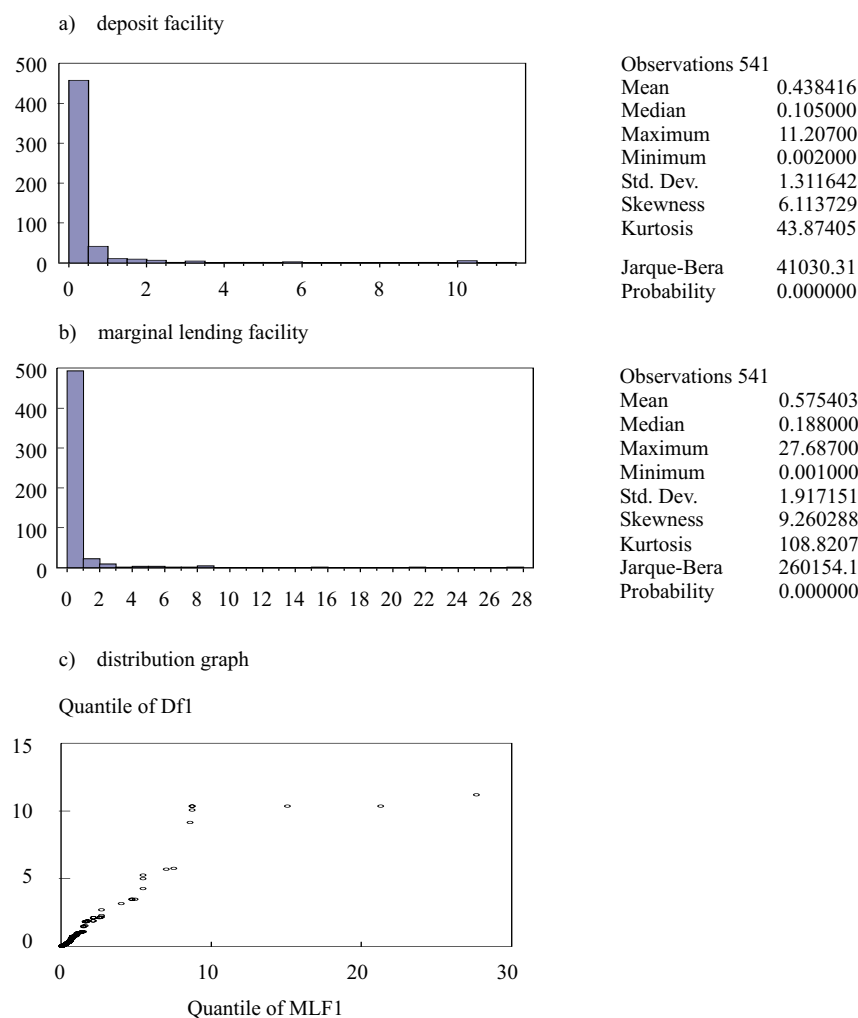 a) deposit facility
500
400
300
200
100
0
0 2 4 6 8 10
Observations 541
Mean 0.438416
Median 0.105000
Maximum 11.20700
Minimum 0.002000
Std. Dev. 1.311642
Skewness 6.113729
Kurtosis 43.87405
Jarque-Bera 41030.31
Probability 0.000000
b) marginal lending facility
500
400
300
200
100
0
0 2 4 6 8 10 12 14 16 18 20 22 24 26 28
Observations 541
Mean 0.575403
Median 0.188000
Maximum 27.68700
Minimum 0.001000
Std. Dev. 1.917151
Skewness 9.260288
Kurtosis 108.8207
Jarque-Bera 260154.1
Probability 0.000000
c) distribution graph
Quantile of Df1
15
10
5
0
0 10 20 30
Quantile of MLF1